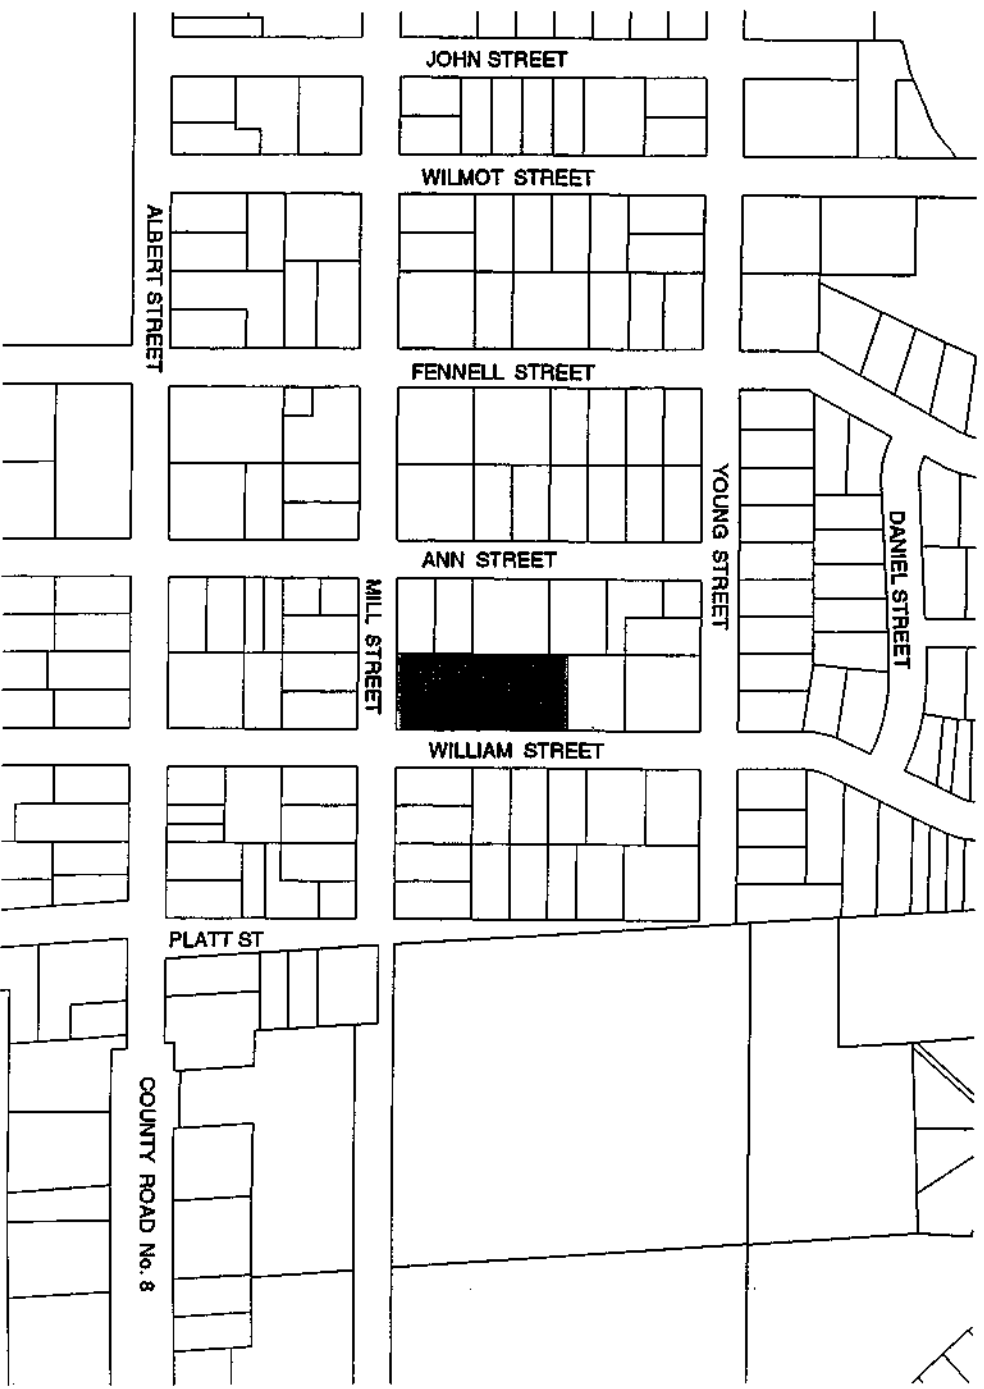 JOHN STREET
WILMOT STREET
ALBERT STREET
FENNELL STREET
YOUNG STREET
DANIEL STREET
ANN STREET
MILL STREET
WILLIAM STREET
PLATT ST
COUNTY ROAD No. 8